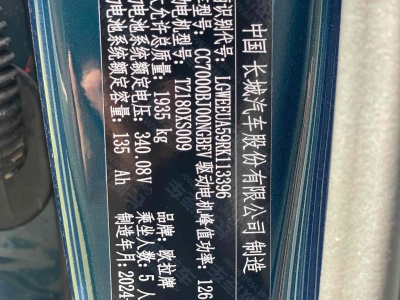 中国 长城汽车股份有限公司 制造
识别代号: LGWEEUA59RK113396
型号: CC7000BJ00NGBEV 驱动电机峰值功率: 126
电机型号: TZ180XS009 品牌: 欧拉牌
允许总质量: 1935 kg 乘坐人数: 5 人
电池系统额定电压: 340.08V 制造年月: 2024
电池系统额定容量: 135 Ah